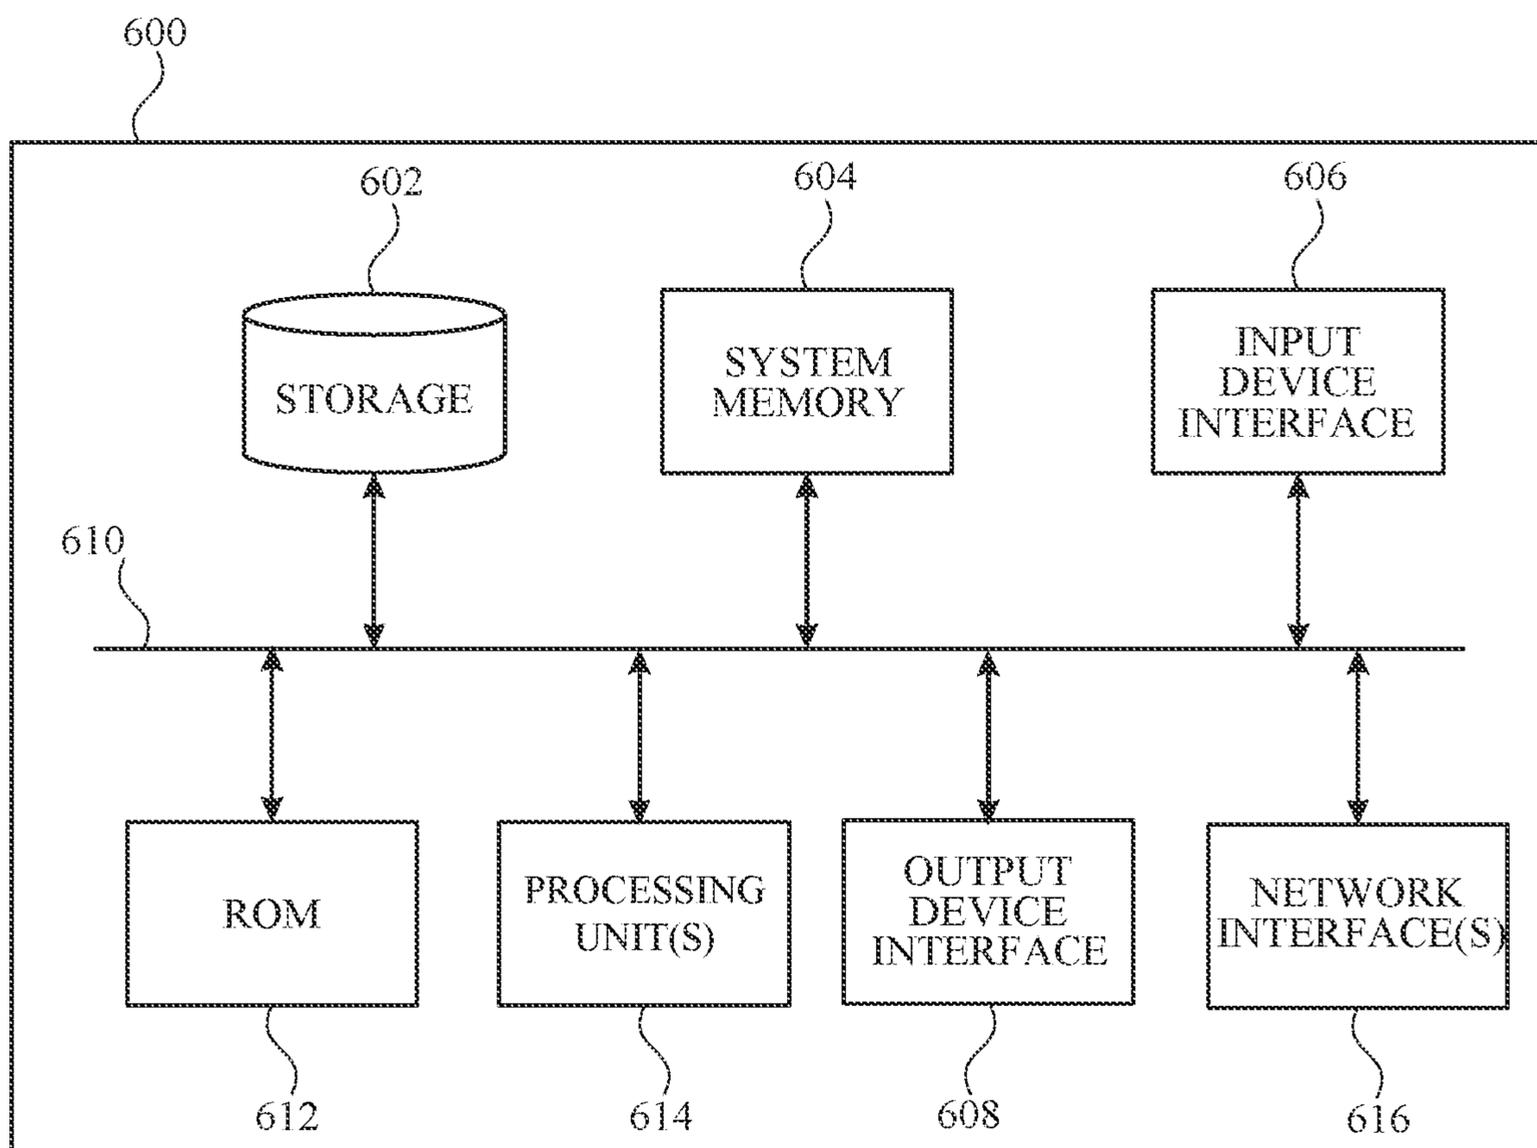 600
602
604
606
STORAGE
SYSTEM
MEMORY
INPUT
DEVICE
INTERFACE
610
ROM
PROCESSING
UNIT(S)
OUTPUT
DEVICE
INTERFACE
NETWORK
INTERFACE(S)
612
614
608
616